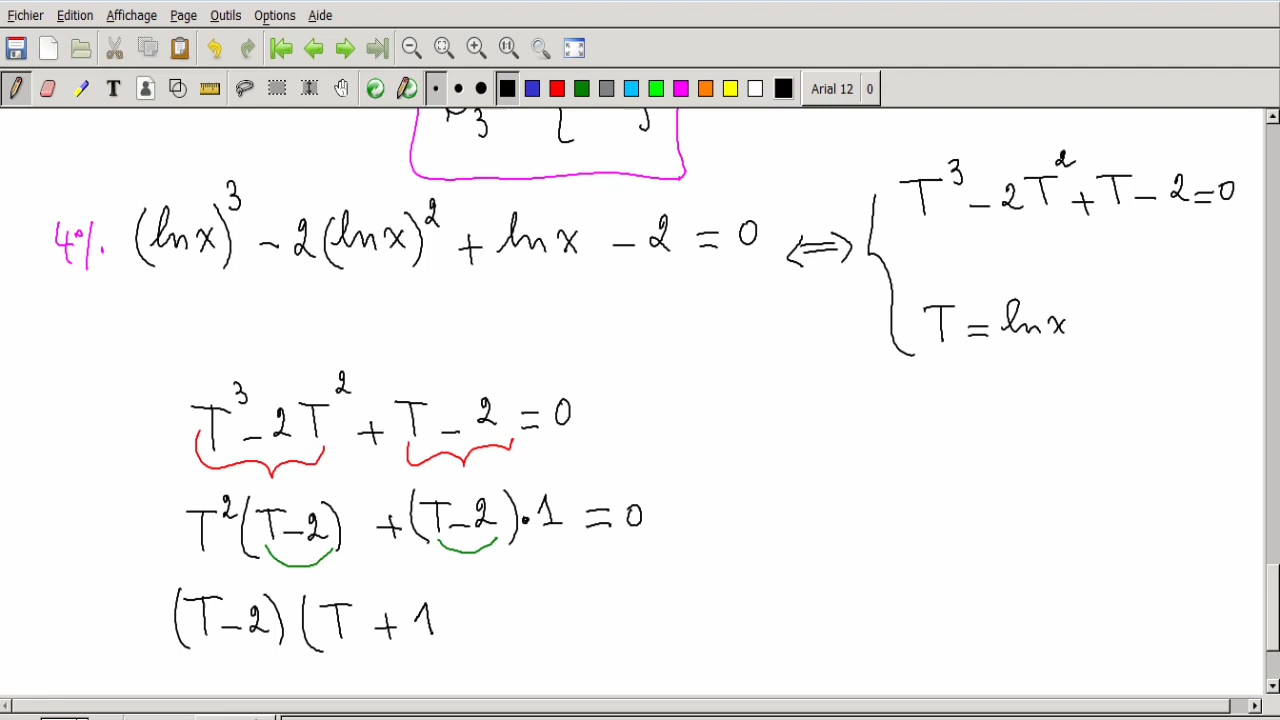 Fichier Edition Affichage Page Outils Options Aide
T Arial 12 0
3
4°/. (ln x)³ - 2(ln x)² + ln x - 2 = 0 ⟺ { T³ - 2T² + T - 2 = 0
T = ln x
T³ - 2T² + T - 2 = 0
T²(T - 2) + (T - 2) · 1 = 0
(T - 2) (T + 1